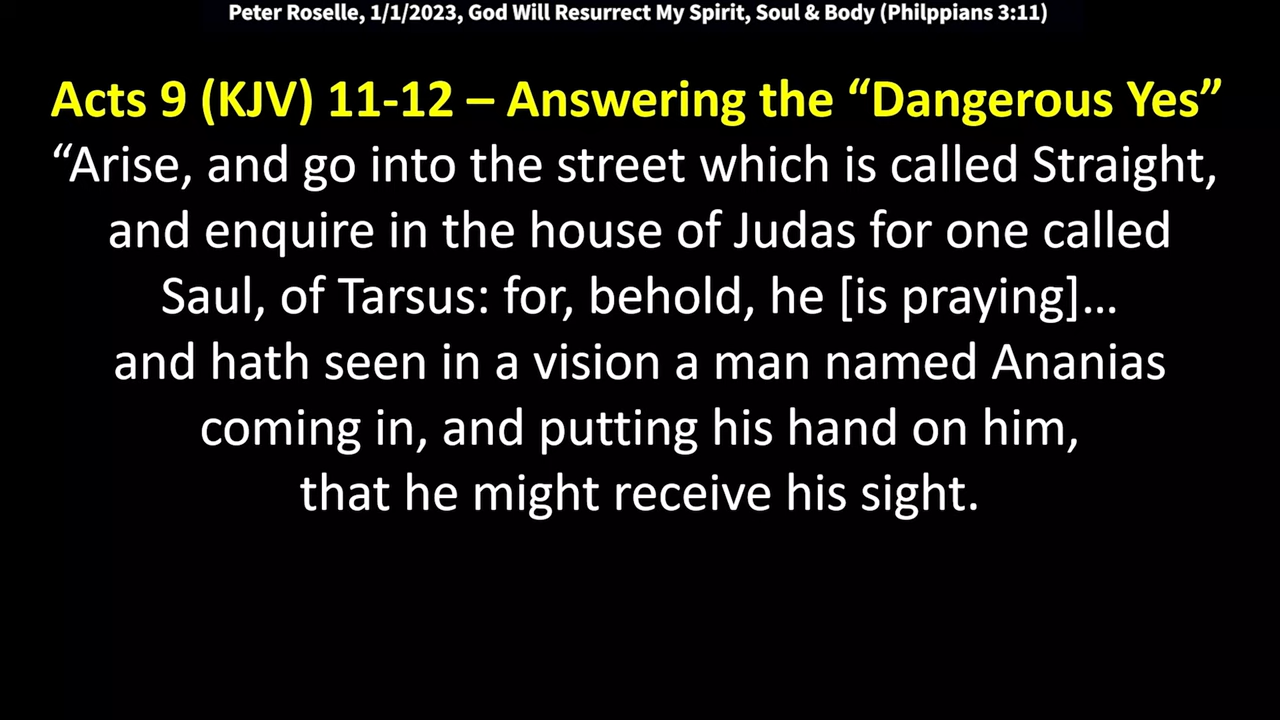 Peter Roselle, 1/1/2023, God Will Resurrect My Spirit, Soul & Body (Philppians 3:11)
Acts 9 (KJV) 11-12 – Answering the “Dangerous Yes”
“Arise, and go into the street which is called Straight,
and enquire in the house of Judas for one called
Saul, of Tarsus: for, behold, he [is praying]…
and hath seen in a vision a man named Ananias
coming in, and putting his hand on him,
that he might receive his sight.